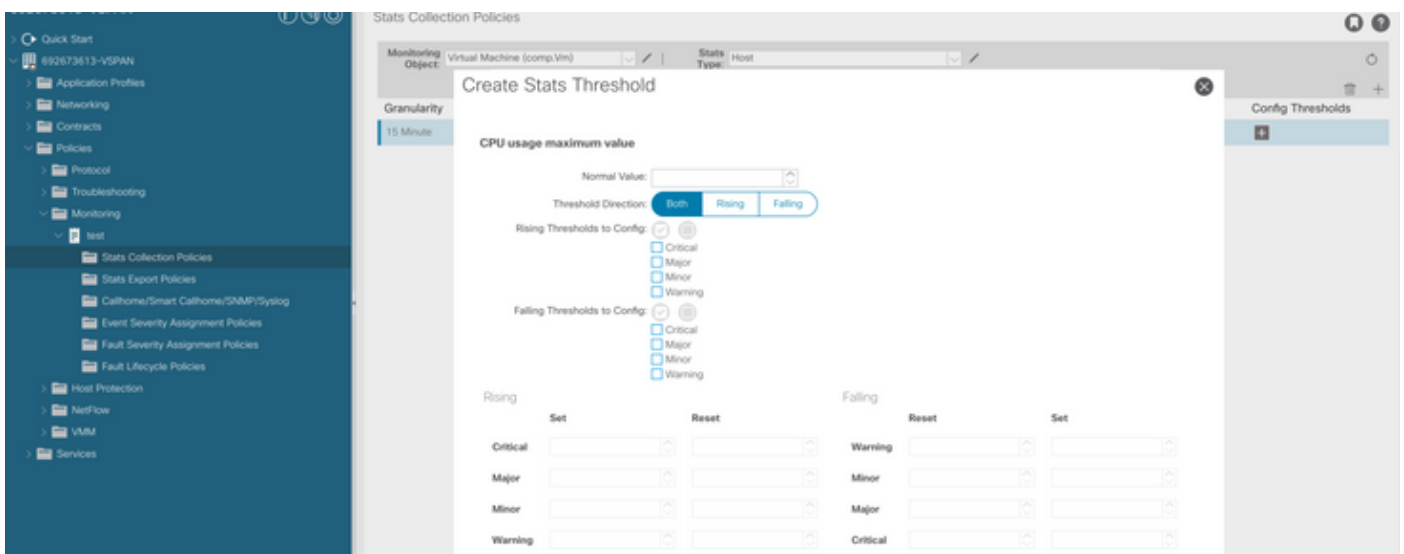 Quick Start
692673613-VSPAN
Application Profiles
Networking
Contracts
Policies
Protocol
Troubleshooting
Monitoring
test
Stats Collection Policies
Stats Export Policies
Callhome/Smart Callhome/SNMP/Syslog
Event Severity Assignment Policies
Fault Severity Assignment Policies
Fault Lifecycle Policies
Host Protection
NetFlow
VMM
Services
Stats Collection Policies
Monitoring Object: Virtual Machine (comp.Vm) Stats Type: Host
Granularity Config Thresholds
15 Minute
Create Stats Threshold
CPU usage maximum value
Normal Value:
Threshold Direction: Both Rising Falling
Rising Thresholds to Config:
Critical
Major
Minor
Warning
Falling Thresholds to Config:
Critical
Major
Minor
Warning
Rising Falling
Set Reset Reset Set
Critical Warning
Major Minor
Minor Major
Warning Critical